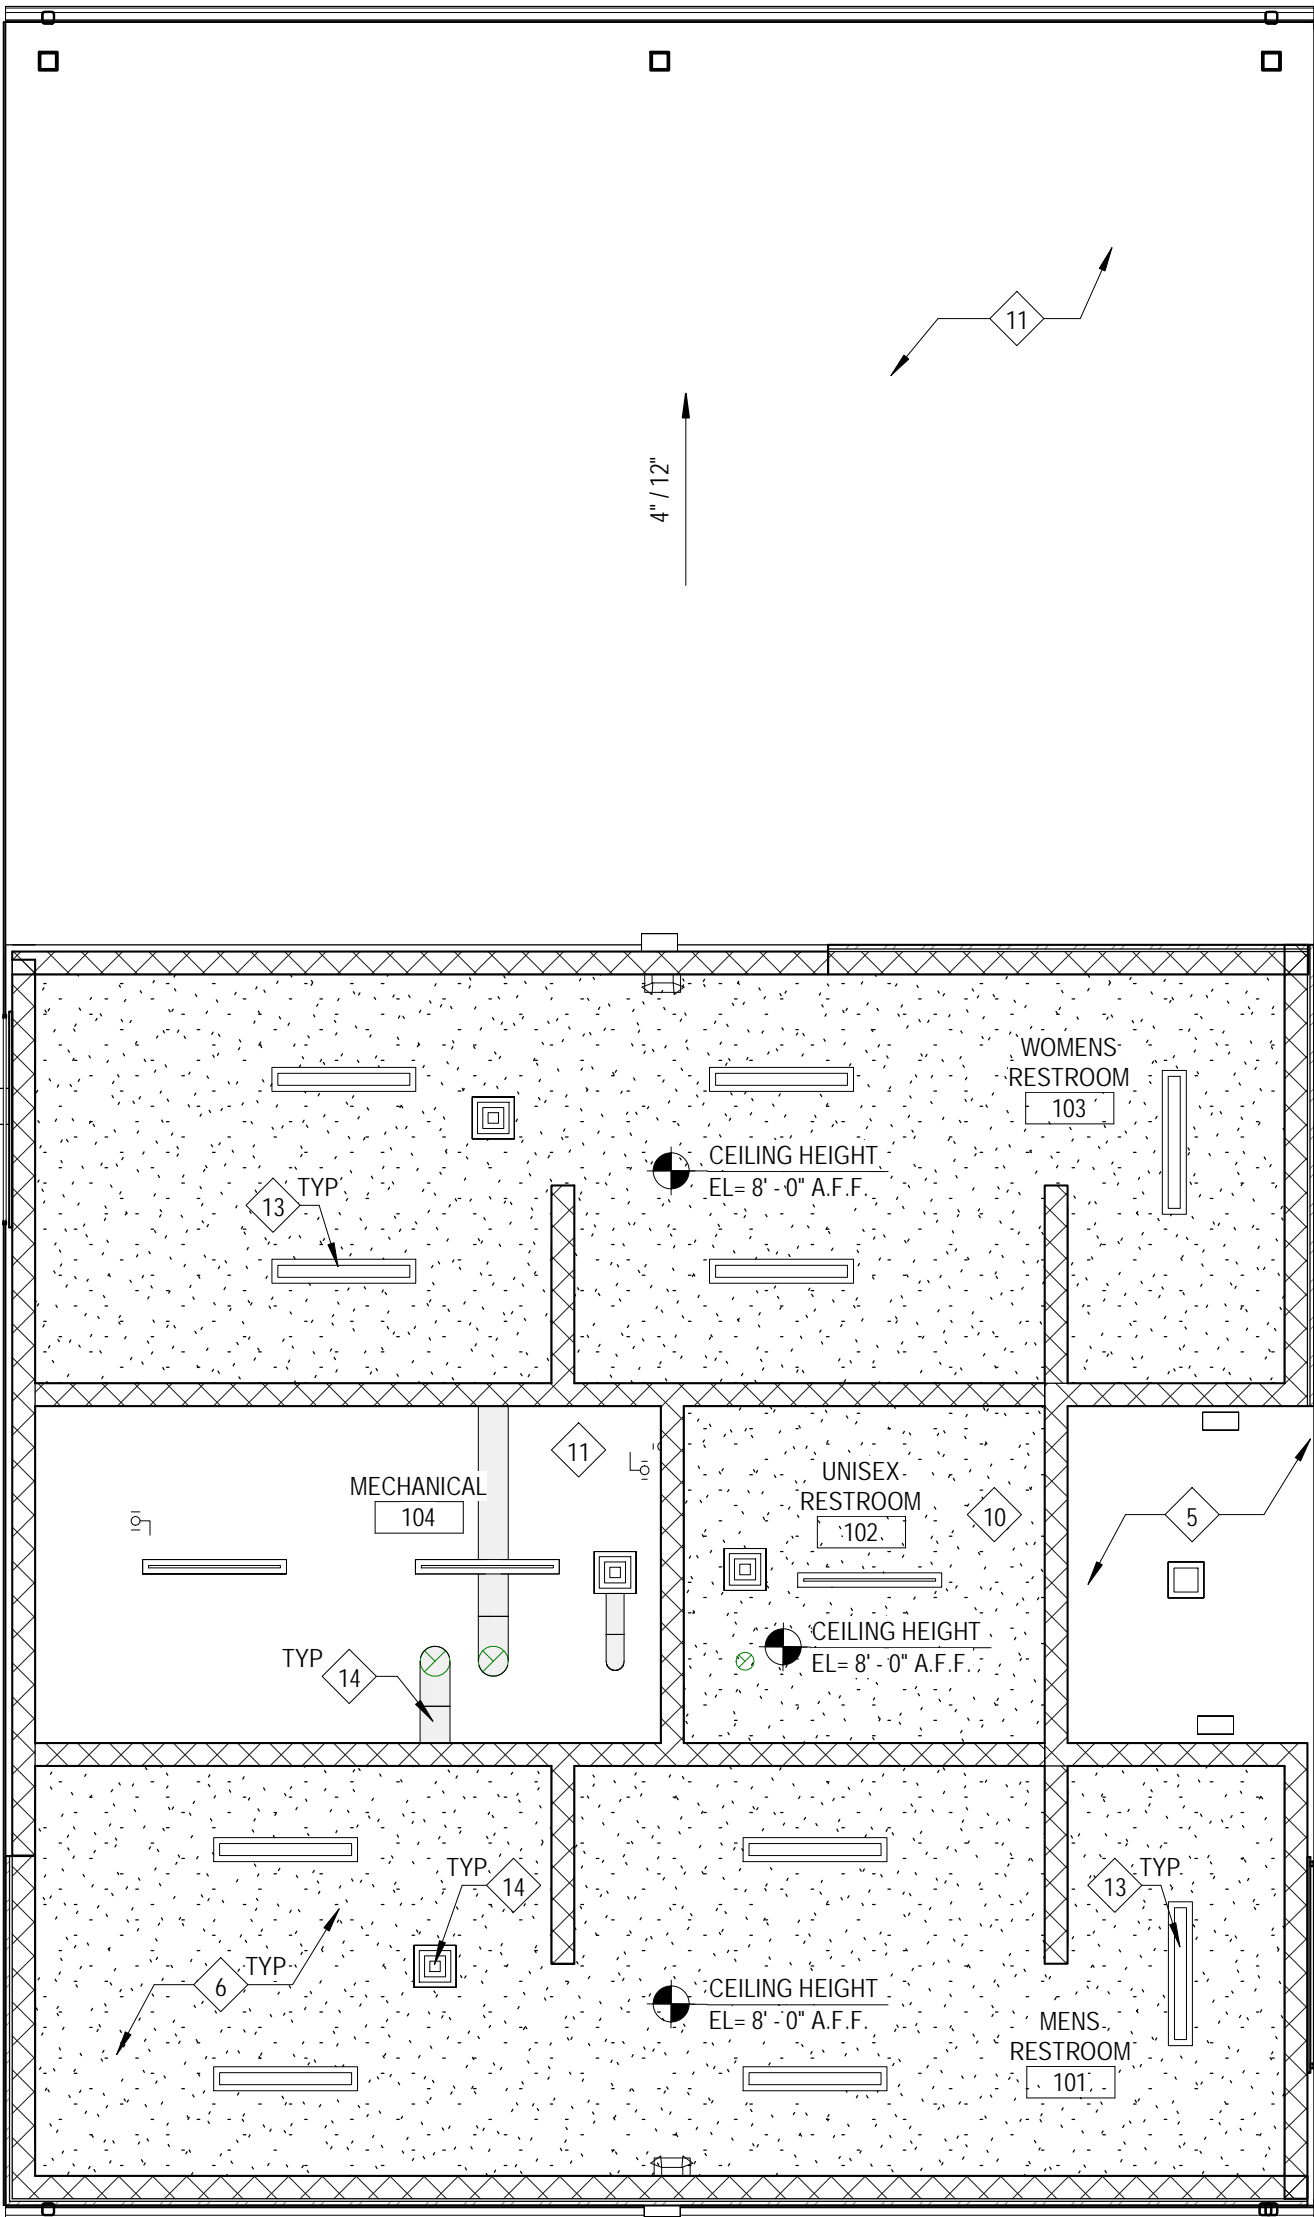 11
4" / 12"
WOMENS
RESTROOM
103
CEILING HEIGHT
EL= 8' - 0" A.F.F.
13
TYP
11
MECHANICAL
104
UNISEX
RESTROOM
102
10
5
CEILING HEIGHT
EL= 8' - 0" A.F.F.
TYP
14
TYP
14
13
TYP
6
TYP
CEILING HEIGHT
EL= 8' - 0" A.F.F.
MENS
RESTROOM
101